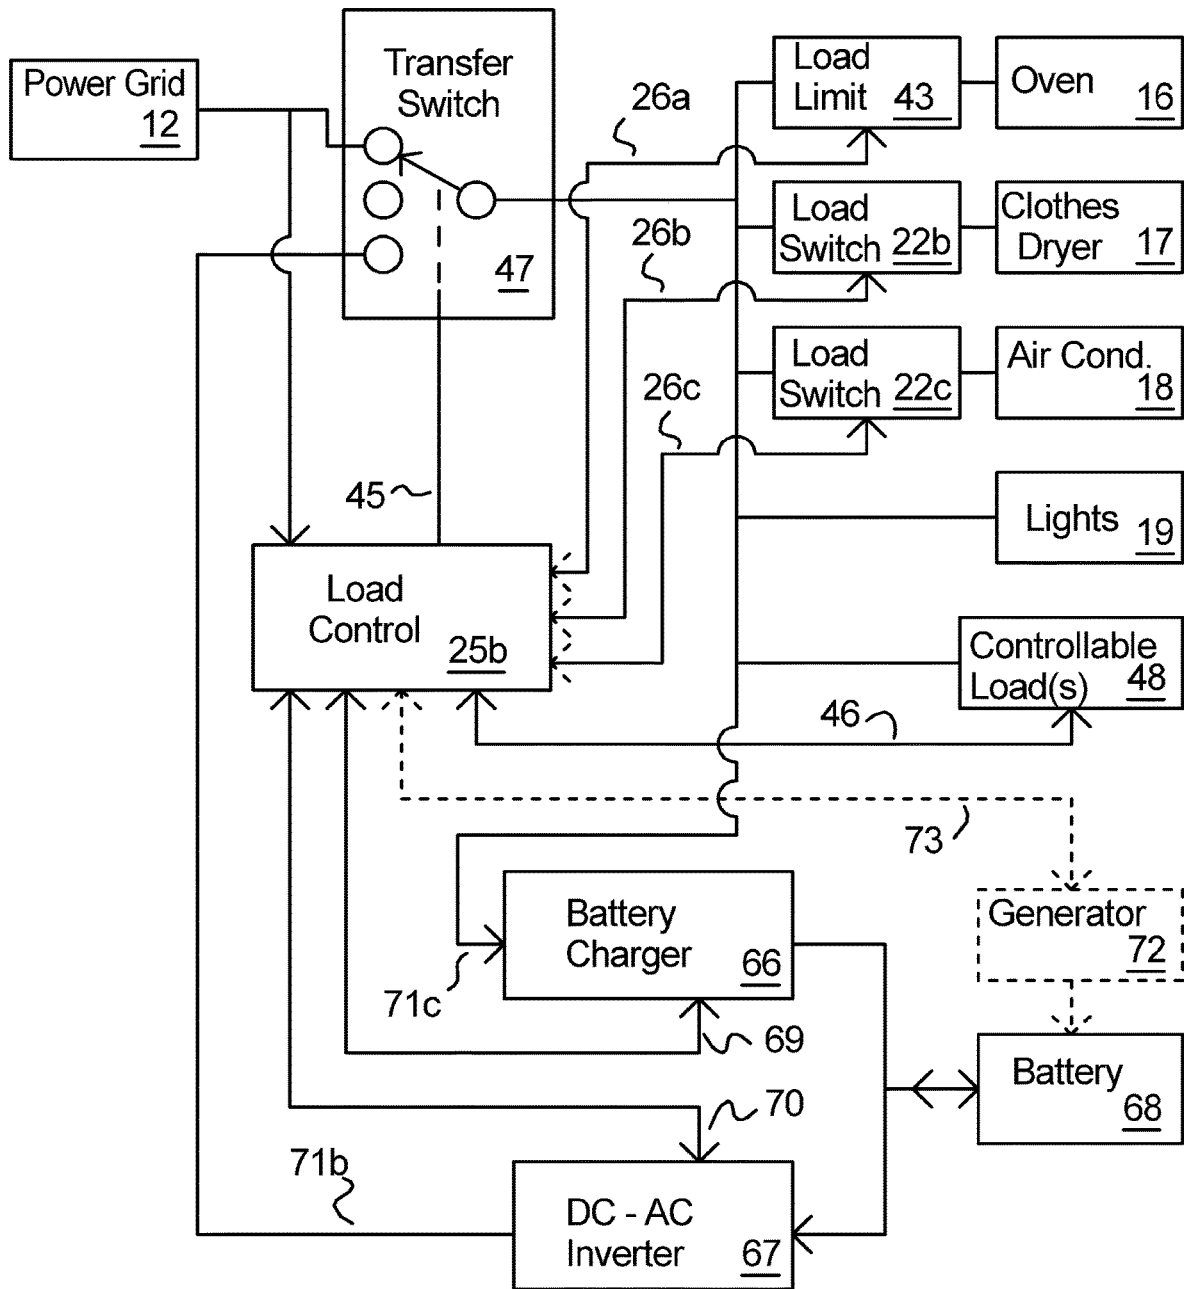 Power Grid
12
Transfer
Switch
47
26a
Load
Limit 43
Oven
16
26b
Load
Switch 22b
Clothes
Dryer 17
26c
Load
Switch 22c
Air Cond.
18
45
Lights
19
Load
Control
25b
Controllable
Load(s) 48
46
73
Battery
Charger
66
71c
69
Generator
72
Battery
68
70
71b
DC - AC
Inverter
67